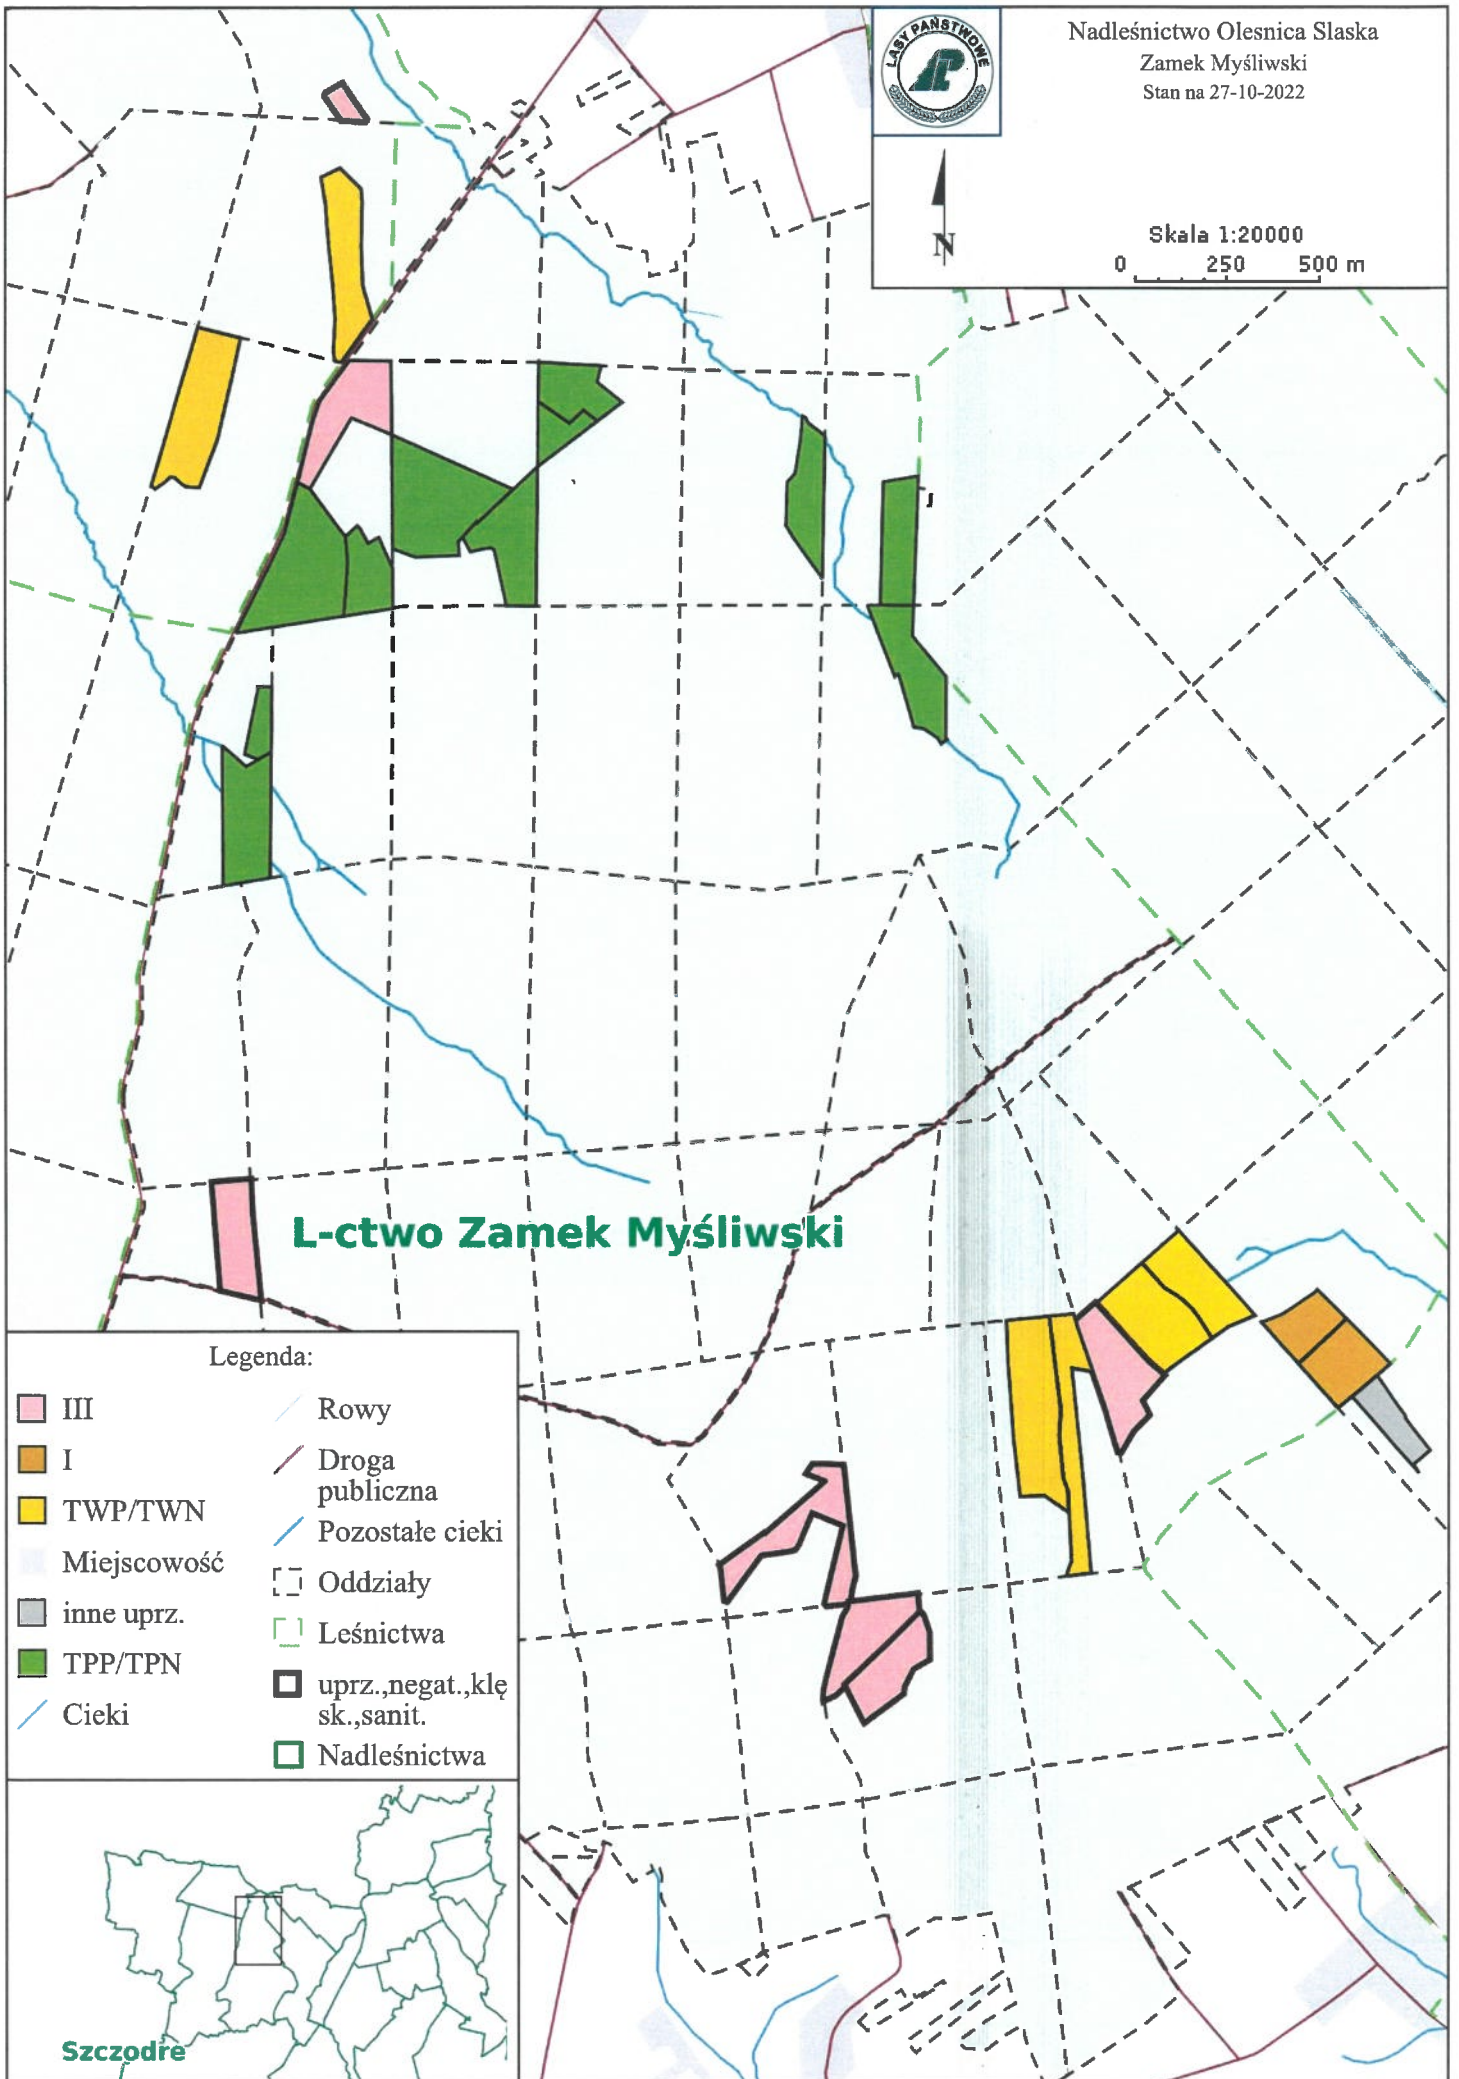 LASY PAŃSTWOWE
Nadleśnictwo Olesnica Slaska
Zamek Myśliwski
Stan na 27-10-2022
N
Skala 1:20000
0 250 500 m
L-ctwo Zamek Myśliwski
Legenda:
III
I
TWP/TWN
Miejscowość
inne uprz.
TPP/TPN
Cieki
Rowy
Droga
publiczna
Pozostałe cieki
Oddziały
Leśnictwa
uprz.,negat.,klę
sk.,sanit.
Nadleśnictwa
Szczodre